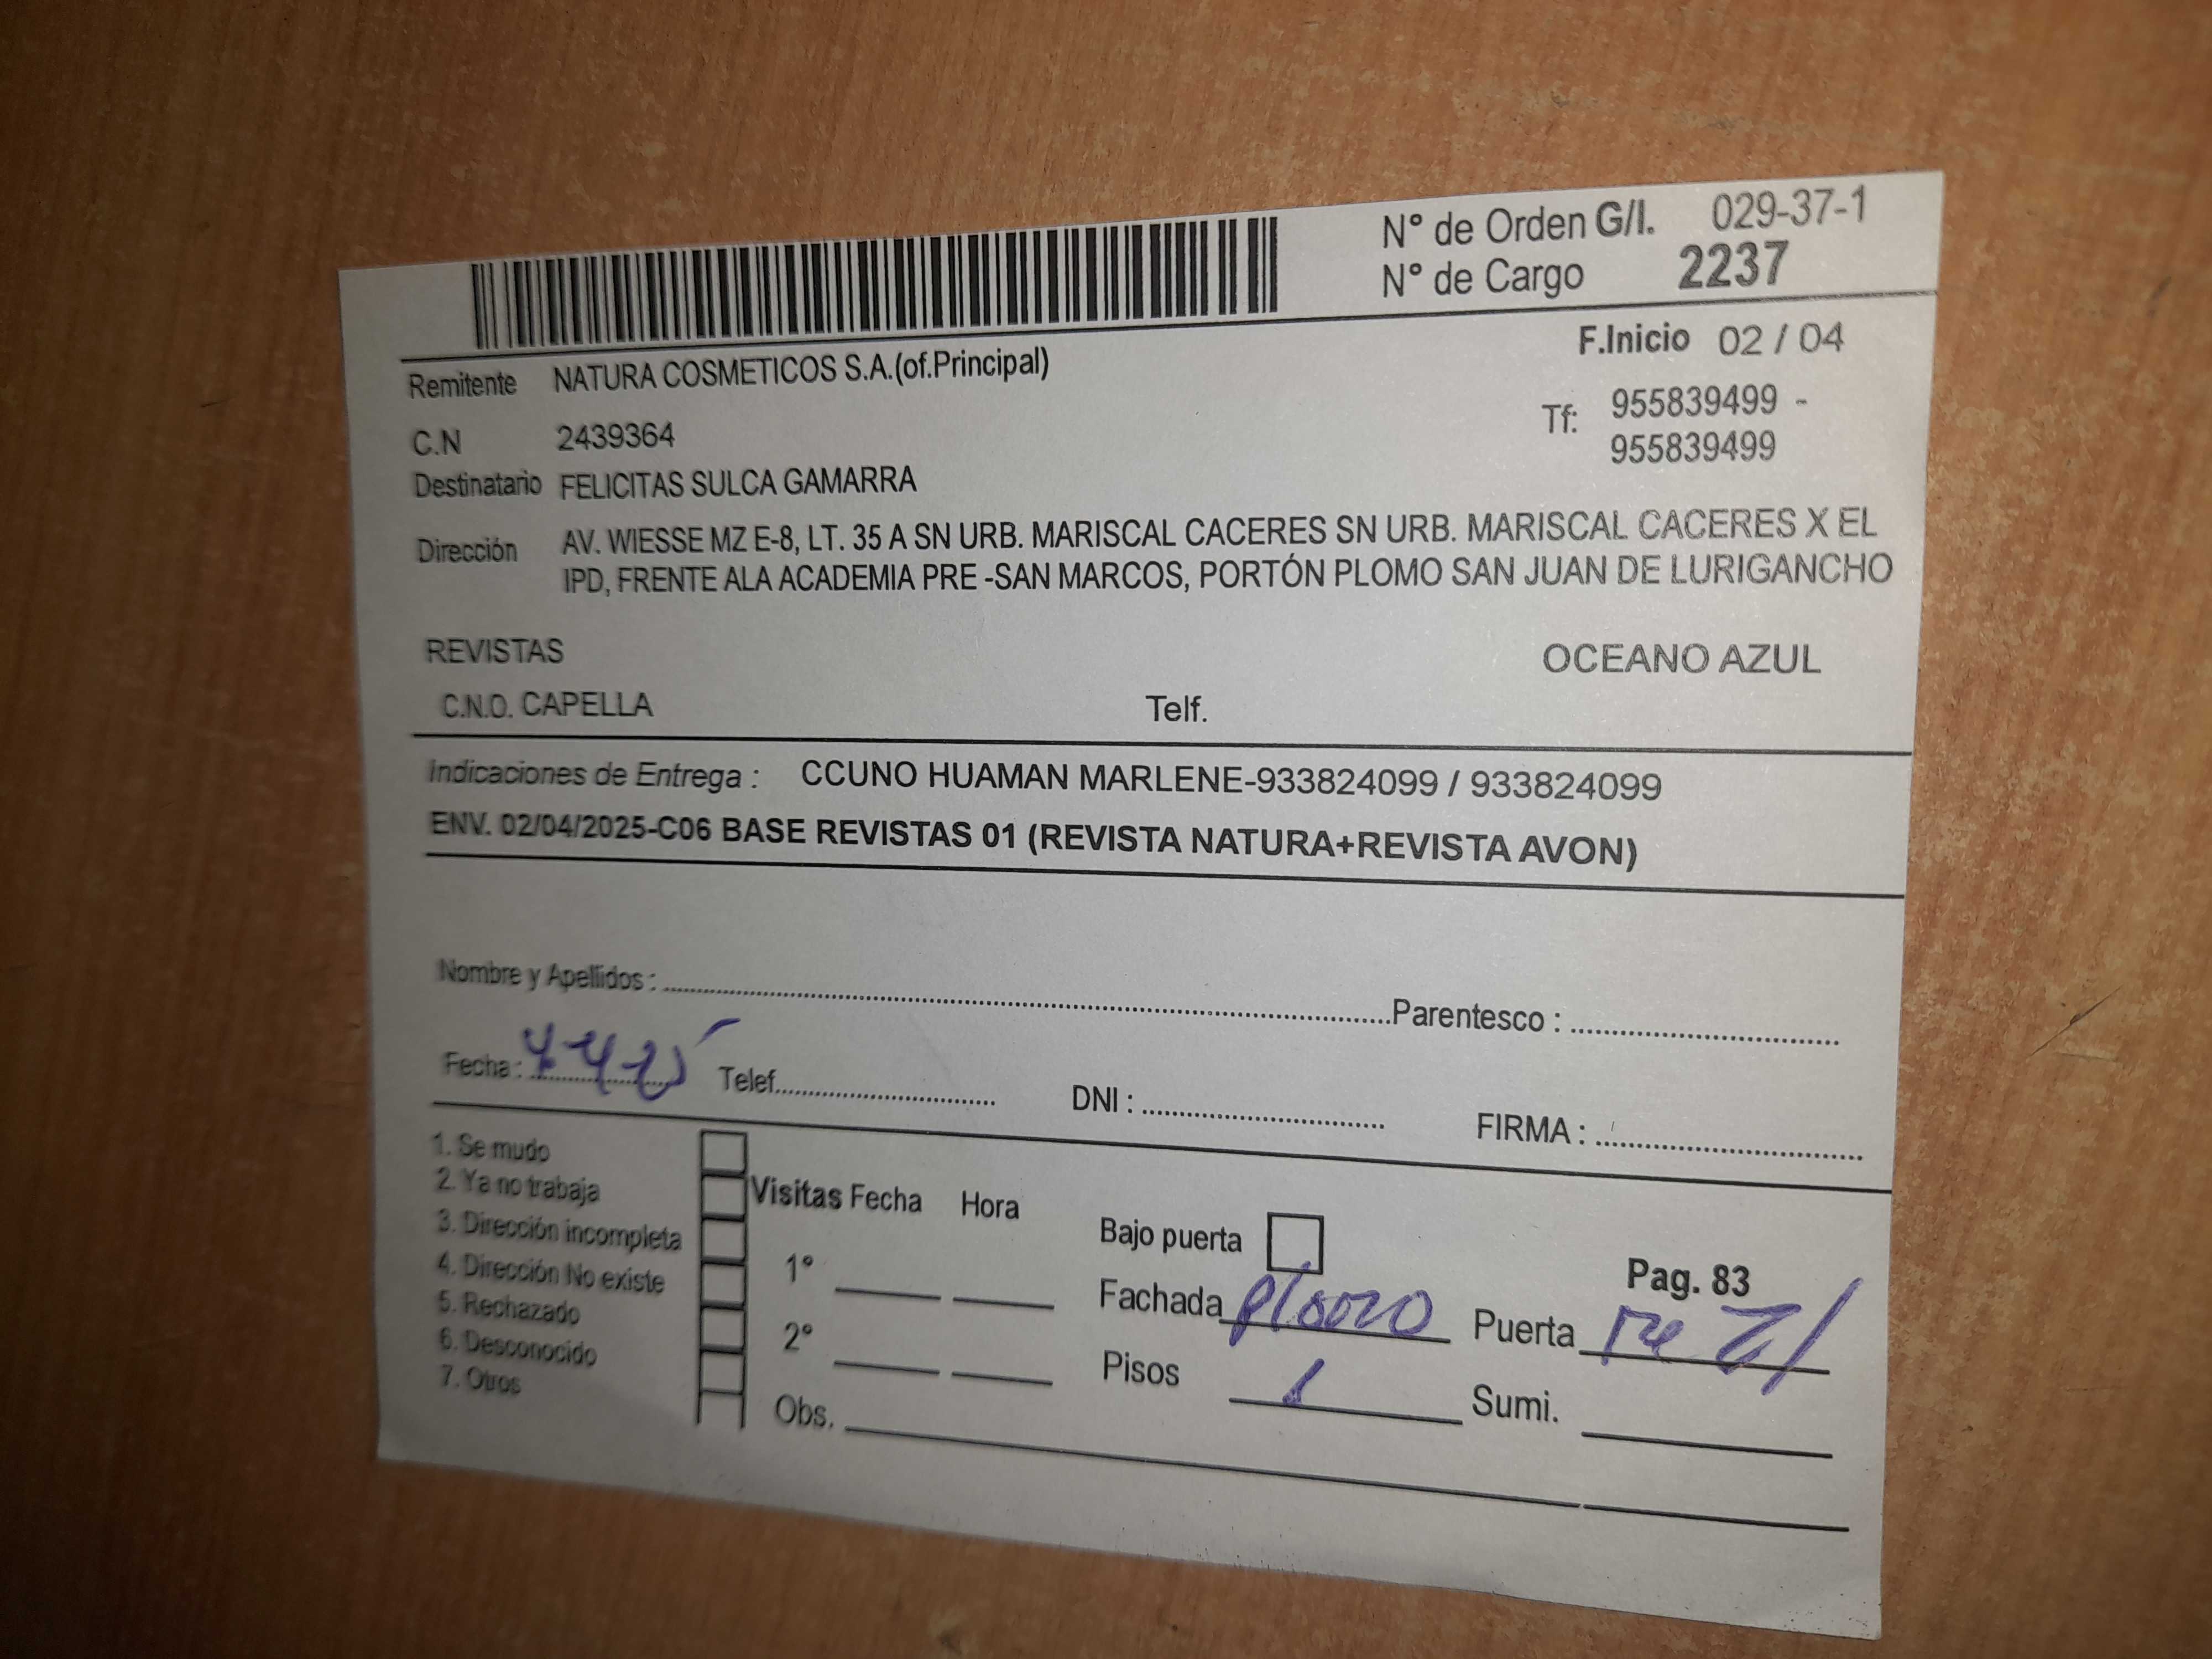 N° de Orden G/I. 029-37-1
N° de Cargo 2237
F.Inicio 02 / 04
Remitente NATURA COSMETICOS S.A.(of.Principal)
Tf: 955839499 -
955839499
C.N 2439364
Destinatario FELICITAS SULCA GAMARRA
Dirección AV. WIESSE MZ E-8, LT. 35 A SN URB. MARISCAL CACERES SN URB. MARISCAL CACERES X EL
IPD, FRENTE ALA ACADEMIA PRE -SAN MARCOS, PORTÓN PLOMO SAN JUAN DE LURIGANCHO
REVISTAS OCEANO AZUL
C.N.O. CAPELLA Telf.
Indicaciones de Entrega : CCUNO HUAMAN MARLENE-933824099 / 933824099
ENV. 02/04/2025-C06 BASE REVISTAS 01 (REVISTA NATURA+REVISTA AVON)
Nombre y Apellidos : Parentesco :
Fecha : 4-4-25 Telef. DNI : FIRMA :
1. Se mudo
2. Ya no trabaja
3. Dirección incompleta
4. Dirección No existe
5. Rechazado
6. Desconocido
7. Otros
Visitas Fecha Hora
1°
2°
Obs.
Bajo puerta
Pag. 83
Fachada plomo Puerta
Pisos 1 Sumi.